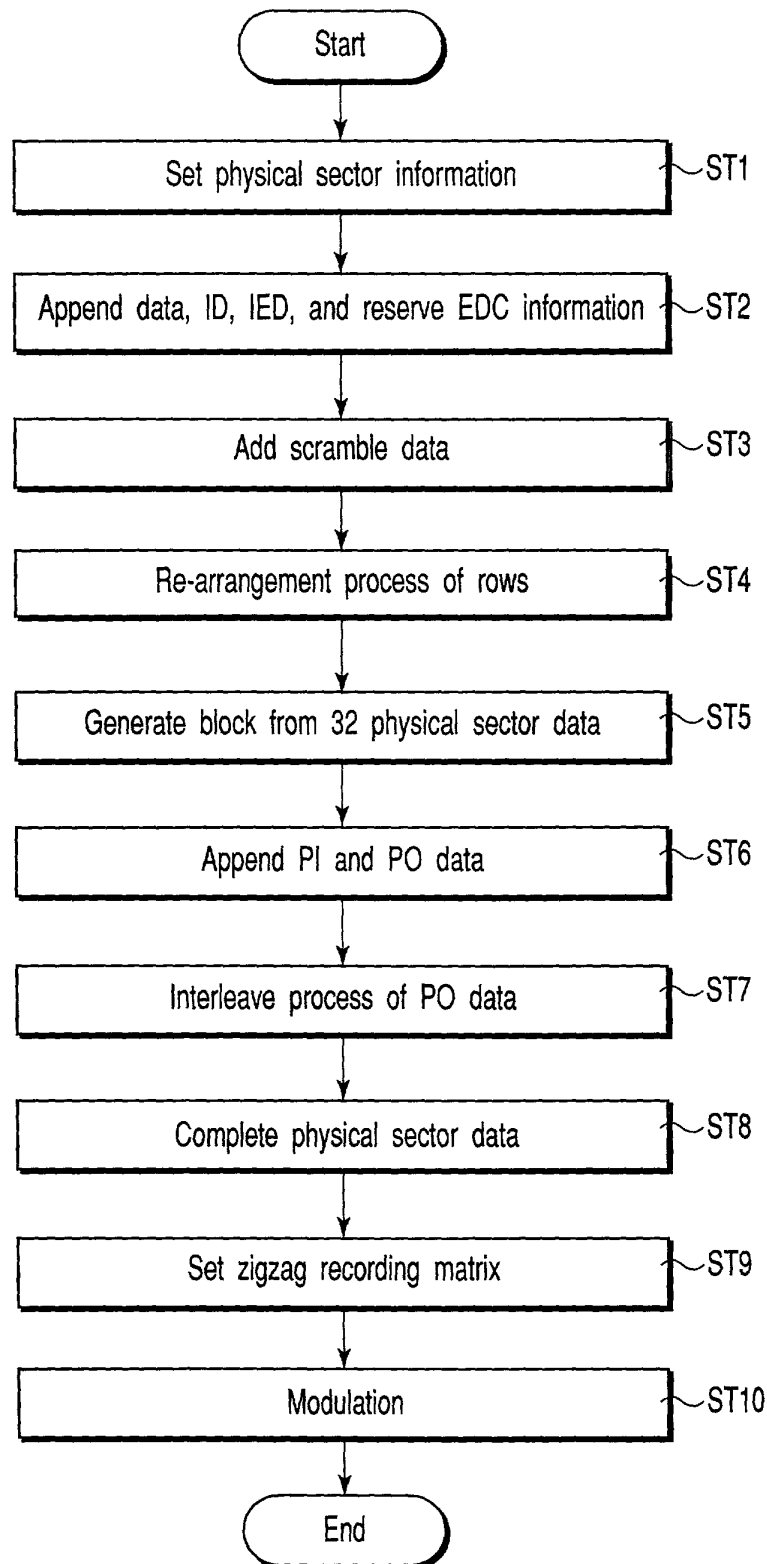 Start
Set physical sector information ST1
Append data, ID, IED, and reserve EDC information ST2
Add scramble data ST3
Re-arrangement process of rows ST4
Generate block from 32 physical sector data ST5
Append PI and PO data ST6
Interleave process of PO data ST7
Complete physical sector data ST8
Set zigzag recording matrix ST9
Modulation ST10
End